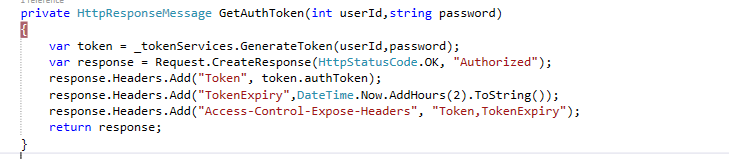 1 reference
private HttpResponseMessage GetAuthToken(int userId,string password)
{
var token = _tokenServices.GenerateToken(userId,password);
var response = Request.CreateResponse(HttpStatusCode.OK, "Authorized");
response.Headers.Add("Token", token.authToken);
response.Headers.Add("TokenExpiry",DateTime.Now.AddHours(2).ToString());
response.Headers.Add("Access-Control-Expose-Headers", "Token,TokenExpiry");
return response;
}